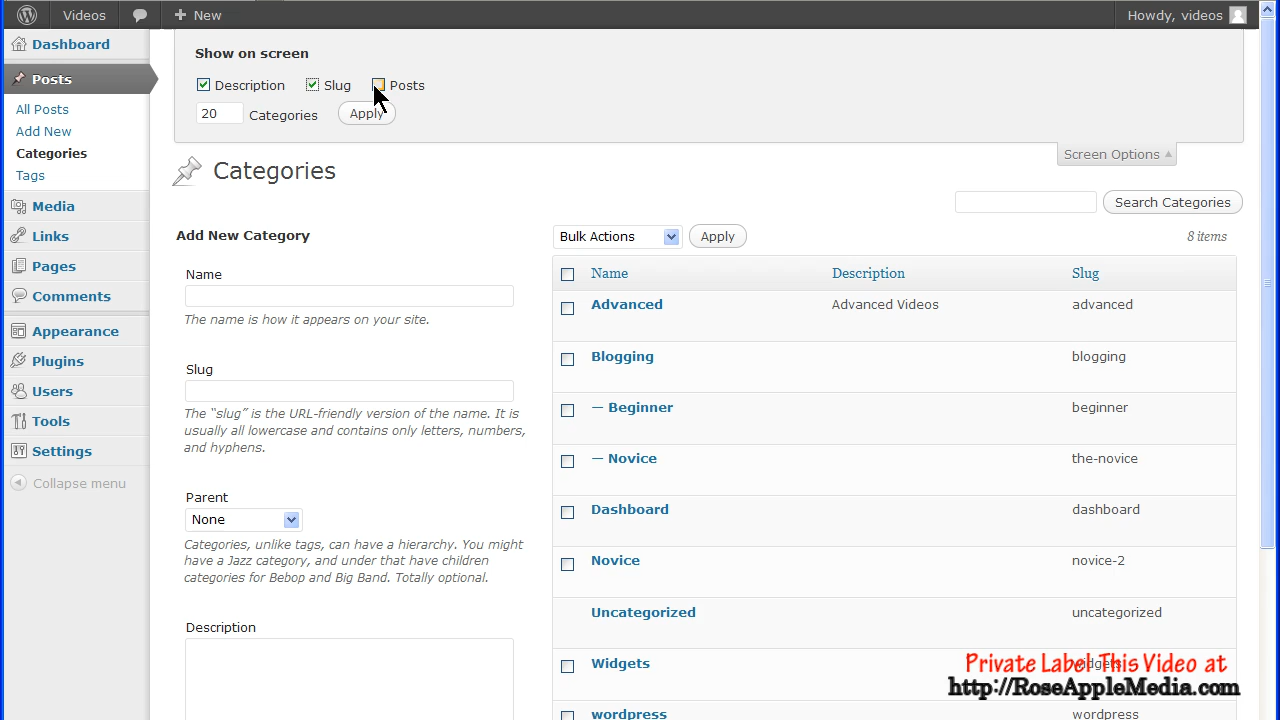 Videos
New
Howdy, videos
Dashboard
Posts
All Posts
Add New
Categories
Tags
Media
Links
Pages
Comments
Appearance
Plugins
Users
Tools
Settings
Collapse menu
Show on screen
Description
Slug
Posts
20
Categories
Apply
Screen Options
Categories
Search Categories
Add New Category
Name
The name is how it appears on your site.
Slug
The “slug” is the URL-friendly version of the name. It is
usually all lowercase and contains only letters, numbers,
and hyphens.
Parent
None
Categories, unlike tags, can have a hierarchy. You might
have a Jazz category, and under that have children
categories for Bebop and Big Band. Totally optional.
Description
Bulk Actions
Apply
8 items
Name Description Slug
Advanced Advanced Videos advanced
Blogging blogging
— Beginner beginner
— Novice the-novice
Dashboard dashboard
Novice novice-2
Uncategorized uncategorized
Widgets widgets
wordpress wordpress
Private Label This Video at
http://RoseAppleMedia.com